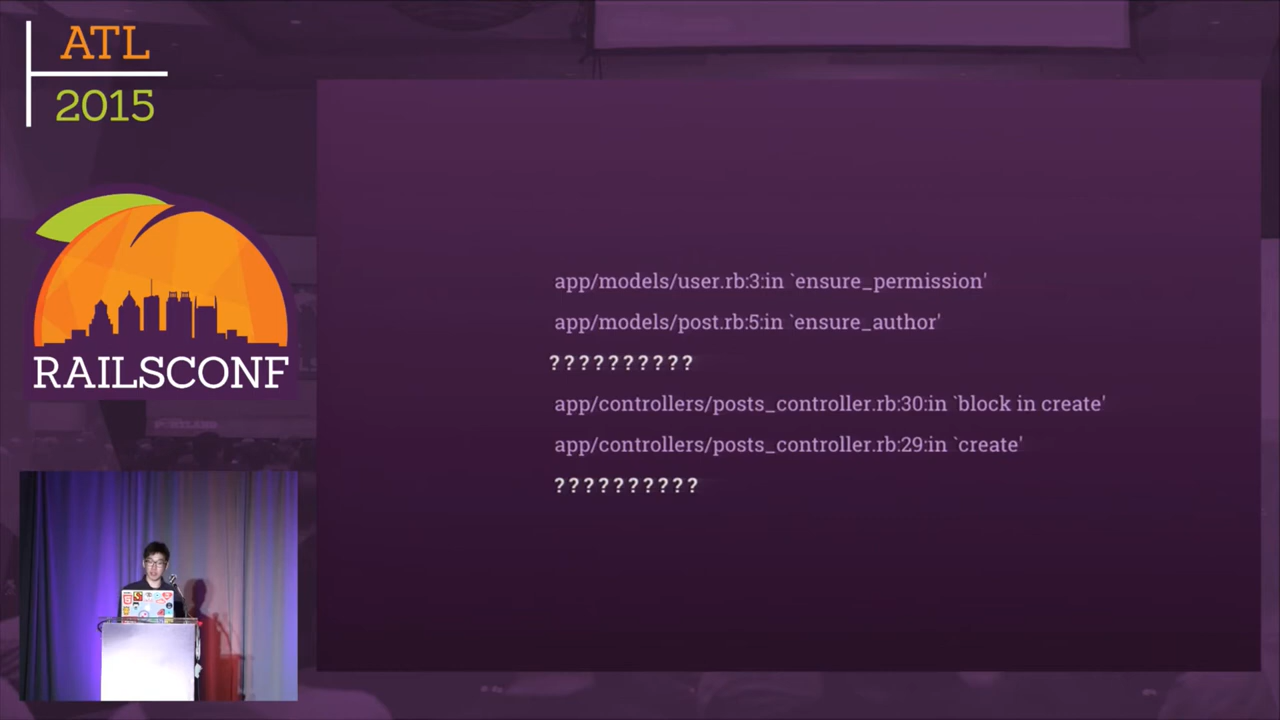 ATL
2015
RAILSCONF
app/models/user.rb:3:in `ensure_permission'
app/models/post.rb:5:in `ensure_author'
??????????
app/controllers/posts_controller.rb:30:in `block in create'
app/controllers/posts_controller.rb:29:in `create'
??????????